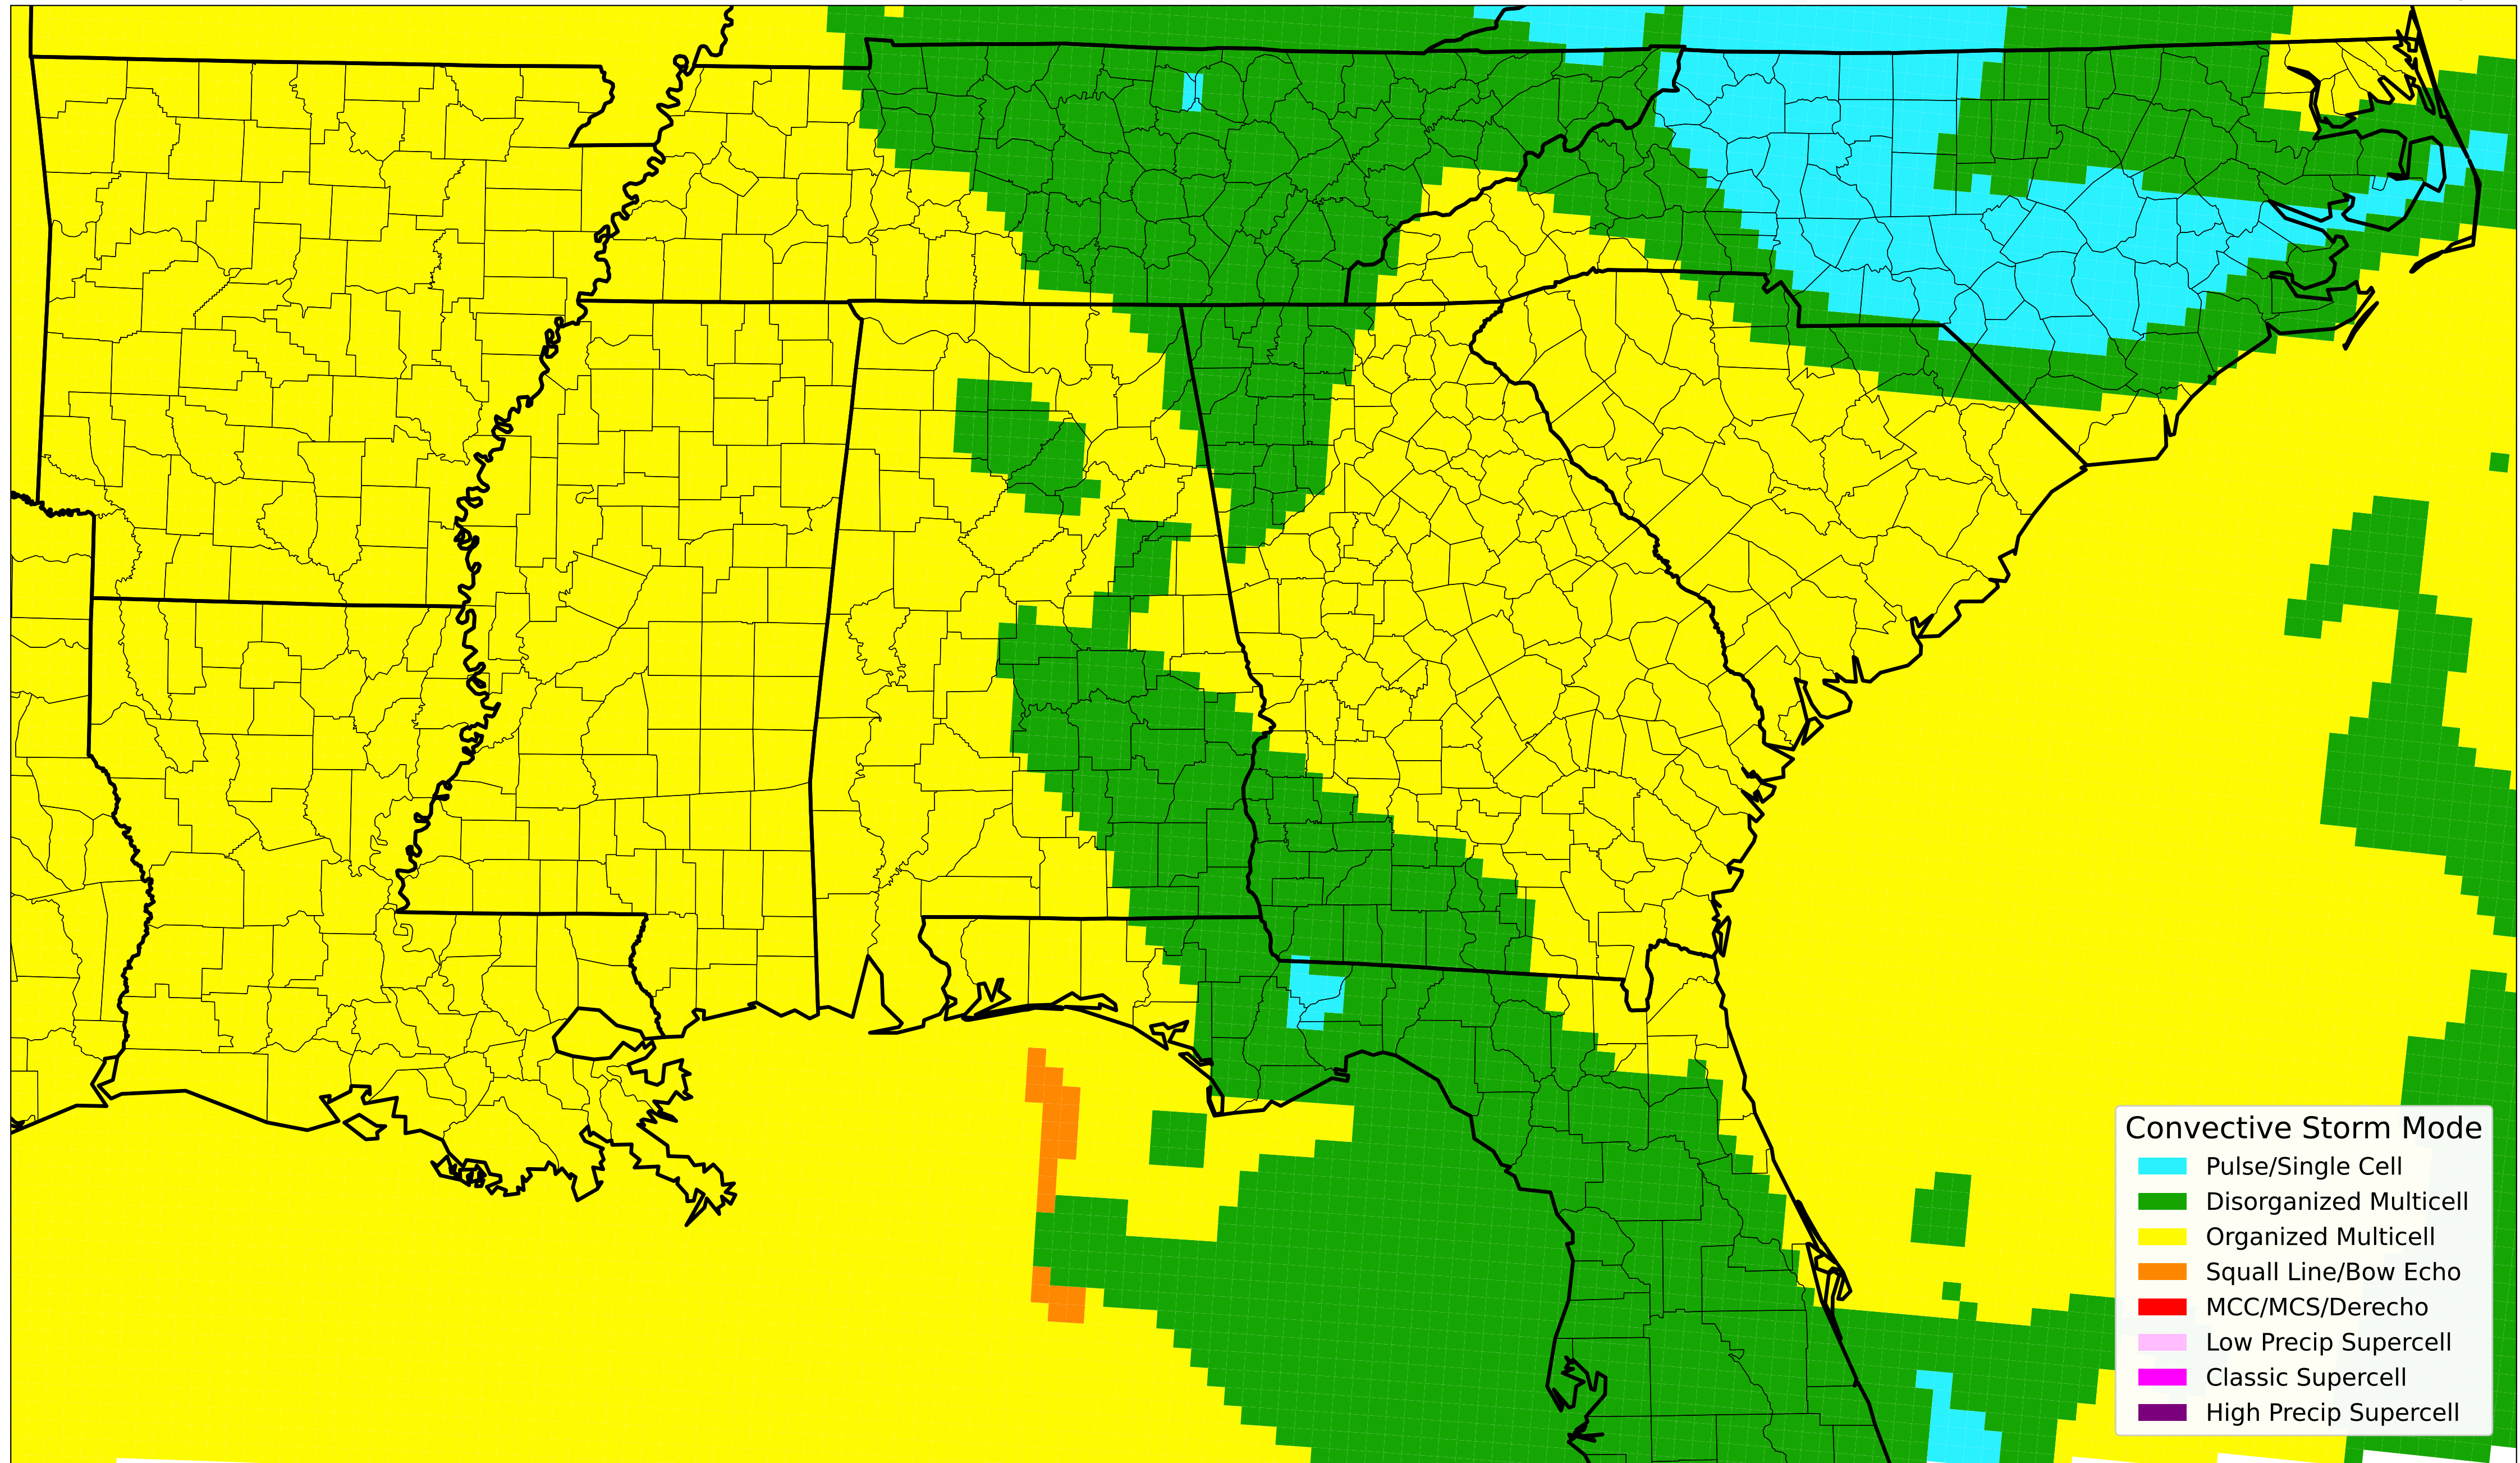 Convective Storm Mode
Pulse/Single Cell
Disorganized Multicell
Organized Multicell
Squall Line/Bow Echo
MCC/MCS/Derecho
Low Precip Supercell
Classic Supercell
High Precip Supercell